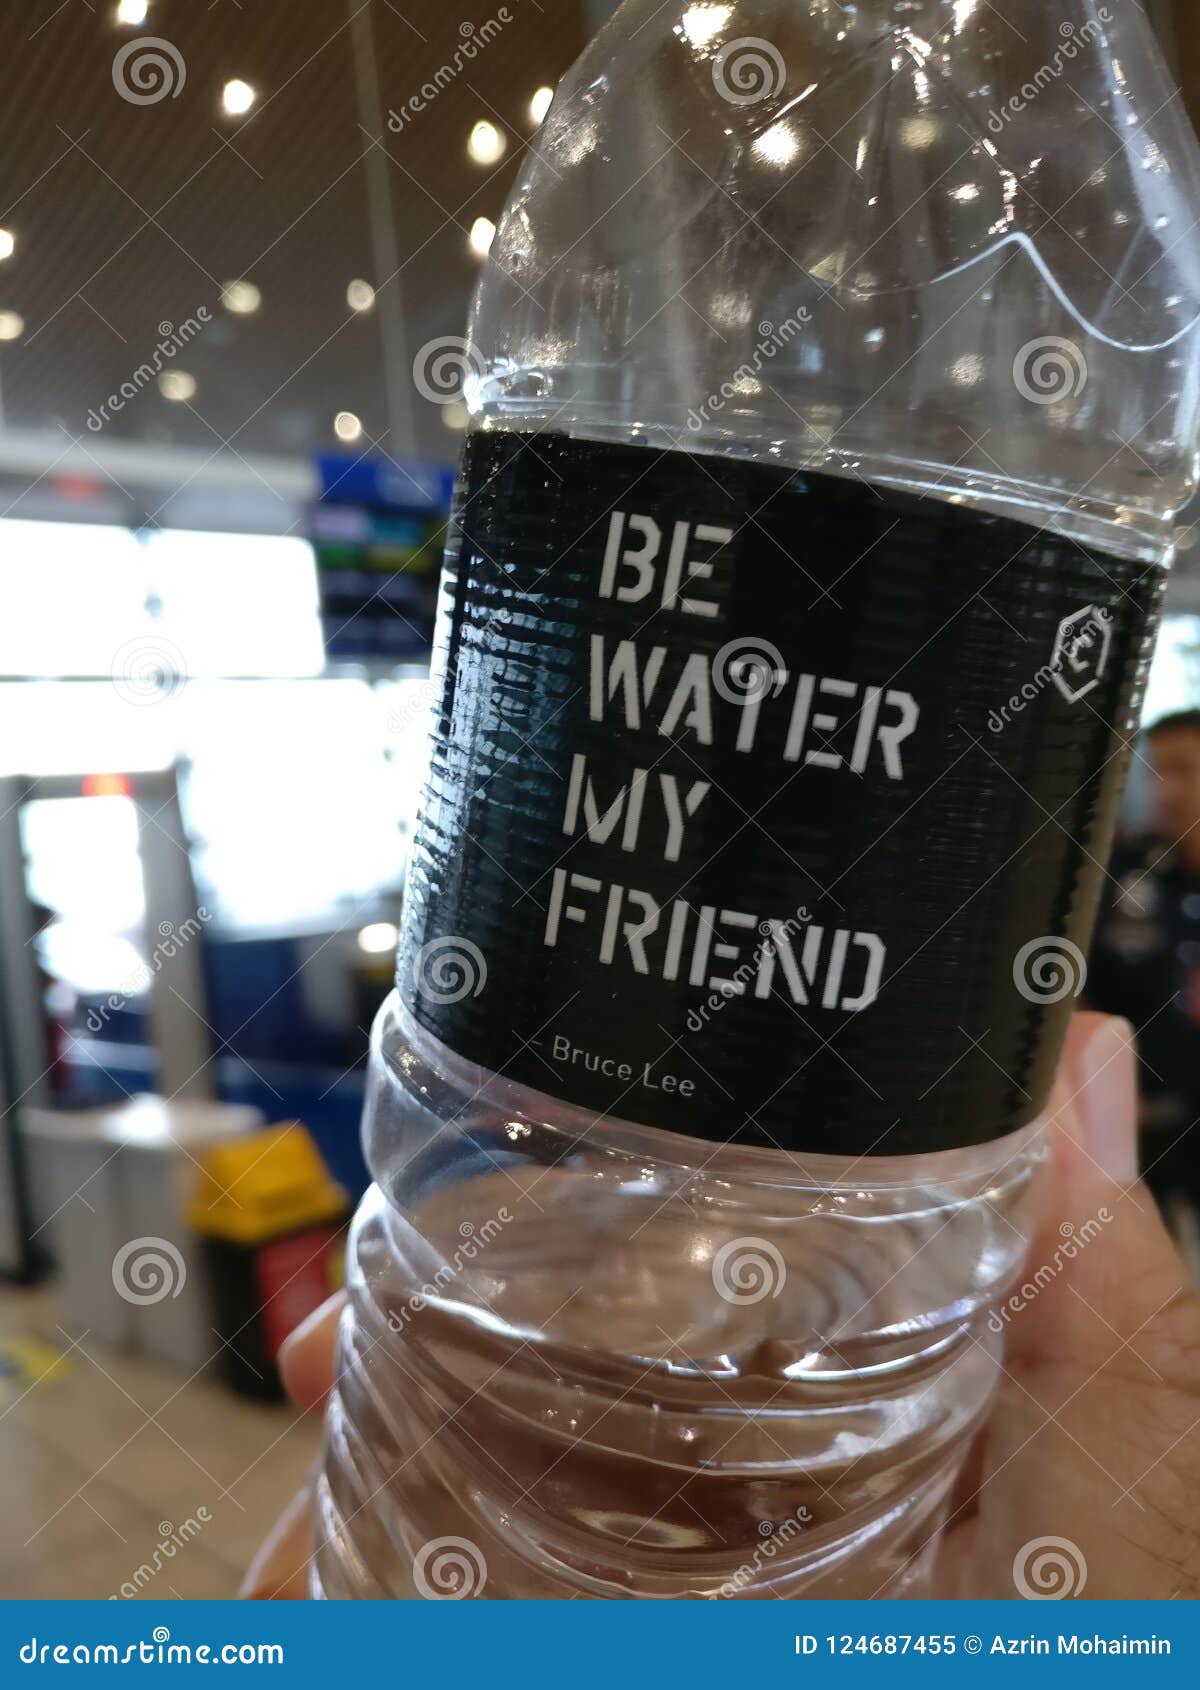 BE
WATER
MY
FRIEND
- Bruce Lee
dreamstime.com
ID 124687455 © Azrin Mohaimin